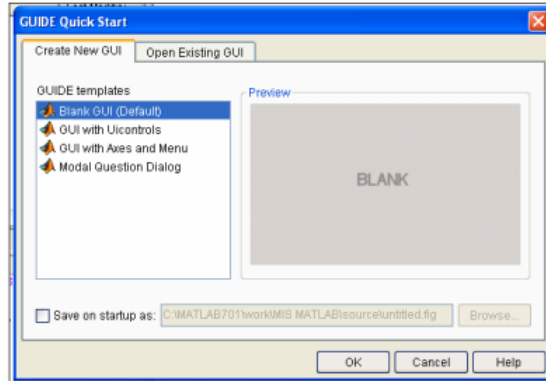 GUIDE Quick Start
Create New GUI
Open Existing GUI
GUIDE templates
Blank GUI (Default)
GUI with Uicontrols
GUI with Axes and Menu
Modal Question Dialog
Preview
BLANK
Save on startup as:
C:\MATLAB701\work\MIS MATLAB\source\untitled.fig
Browse...
OK
Cancel
Help